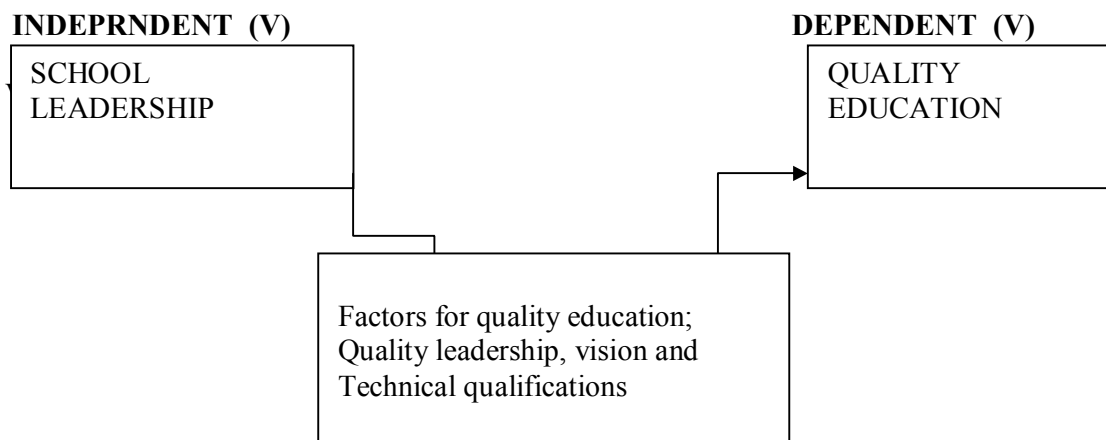 INDEPRNDENT (V)
DEPENDENT (V)
SCHOOL
LEADERSHIP
QUALITY
EDUCATION
Factors for quality education;
Quality leadership, vision and
Technical qualifications